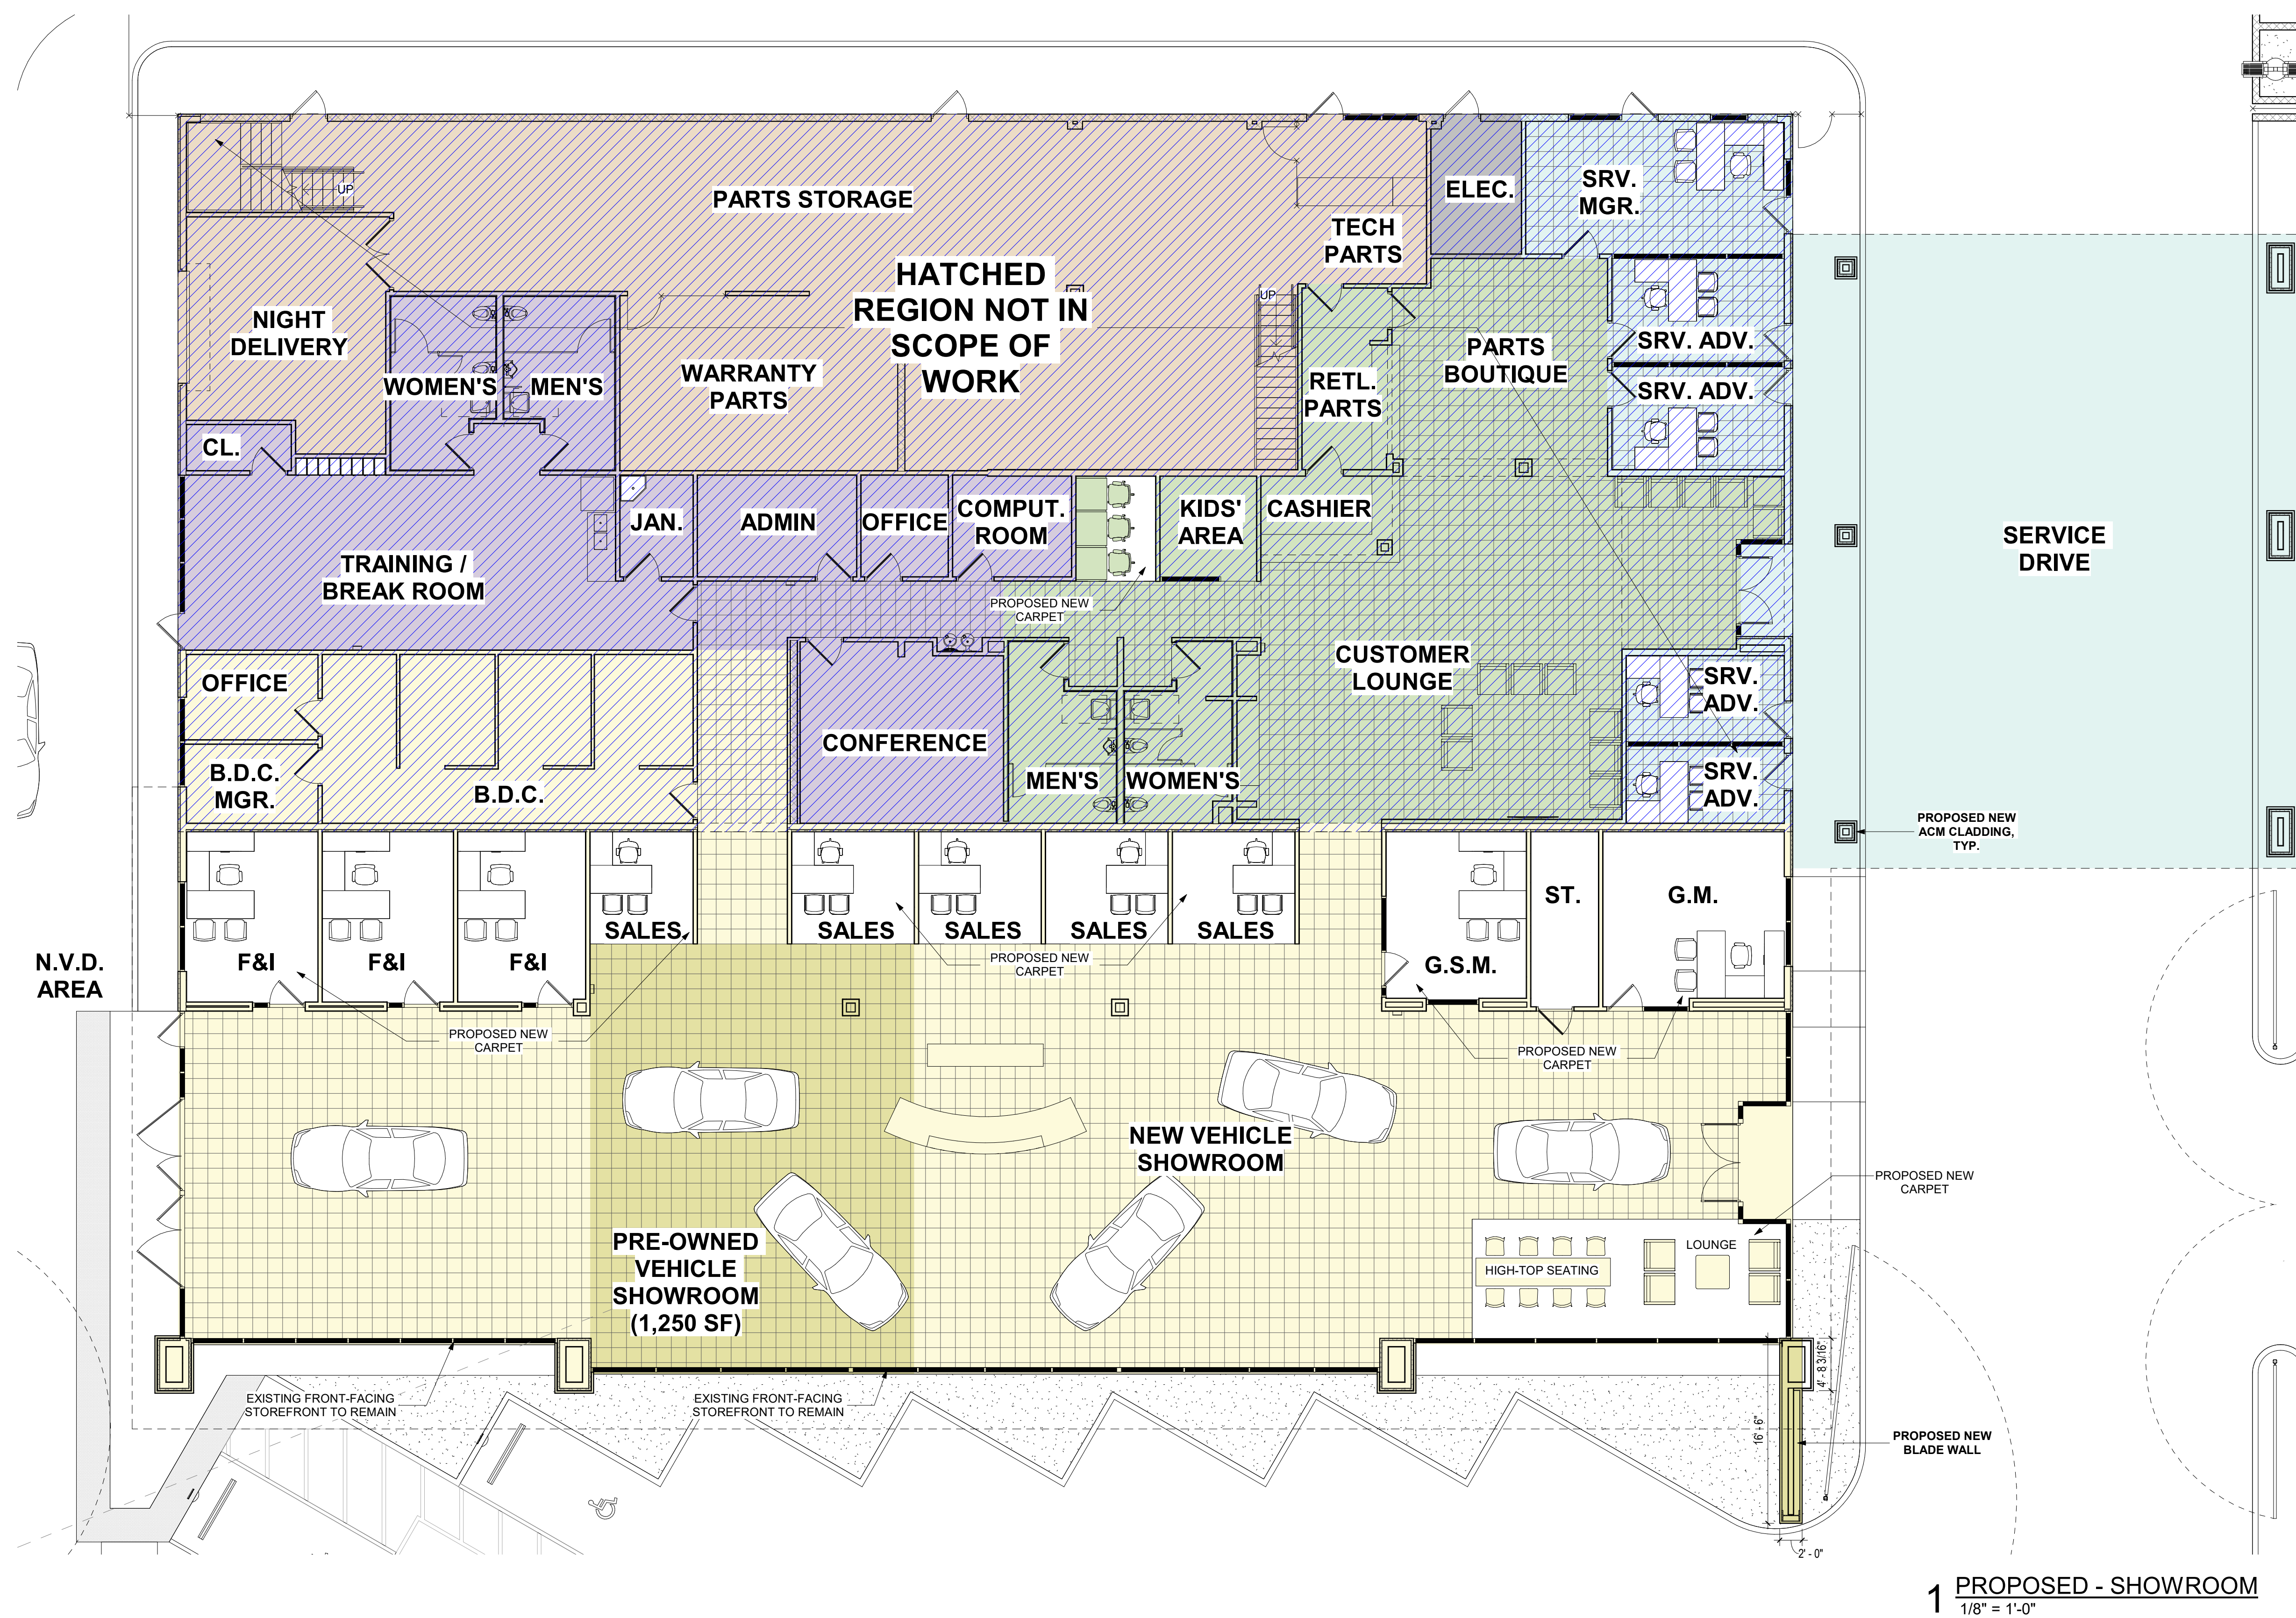 UP
PARTS STORAGE
ELEC.
SRV.
MGR.
TECH
PARTS
HATCHED
REGION NOT IN
SCOPE OF
WORK
UP
NIGHT
DELIVERY
WOMEN'S
MEN'S
WARRANTY
PARTS
RETL.
PARTS
PARTS
BOUTIQUE
SRV. ADV.
SRV. ADV.
CL.
TRAINING /
BREAK ROOM
JAN.
ADMIN
OFFICE
COMPUT.
ROOM
KIDS'
AREA
CASHIER
PROPOSED NEW
CARPET
SERVICE
DRIVE
OFFICE
B.D.C.
MGR.
B.D.C.
CONFERENCE
MEN'S
WOMEN'S
CUSTOMER
LOUNGE
SRV.
ADV.
SRV.
ADV.
PROPOSED NEW
ACM CLADDING,
TYP.
N.V.D.
AREA
F&I
F&I
F&I
SALES
SALES
SALES
SALES
SALES
G.S.M.
ST.
G.M.
PROPOSED NEW
CARPET
PROPOSED NEW
CARPET
PROPOSED NEW
CARPET
NEW VEHICLE
SHOWROOM
PRE-OWNED
VEHICLE
SHOWROOM
(1,250 SF)
PROPOSED NEW
CARPET
LOUNGE
HIGH-TOP SEATING
EXISTING FRONT-FACING
STOREFRONT TO REMAIN
EXISTING FRONT-FACING
STOREFRONT TO REMAIN
4' - 8 3/16"
16' - 6"
PROPOSED NEW
BLADE WALL
2' - 0"
1 PROPOSED - SHOWROOM
1/8" = 1'-0"